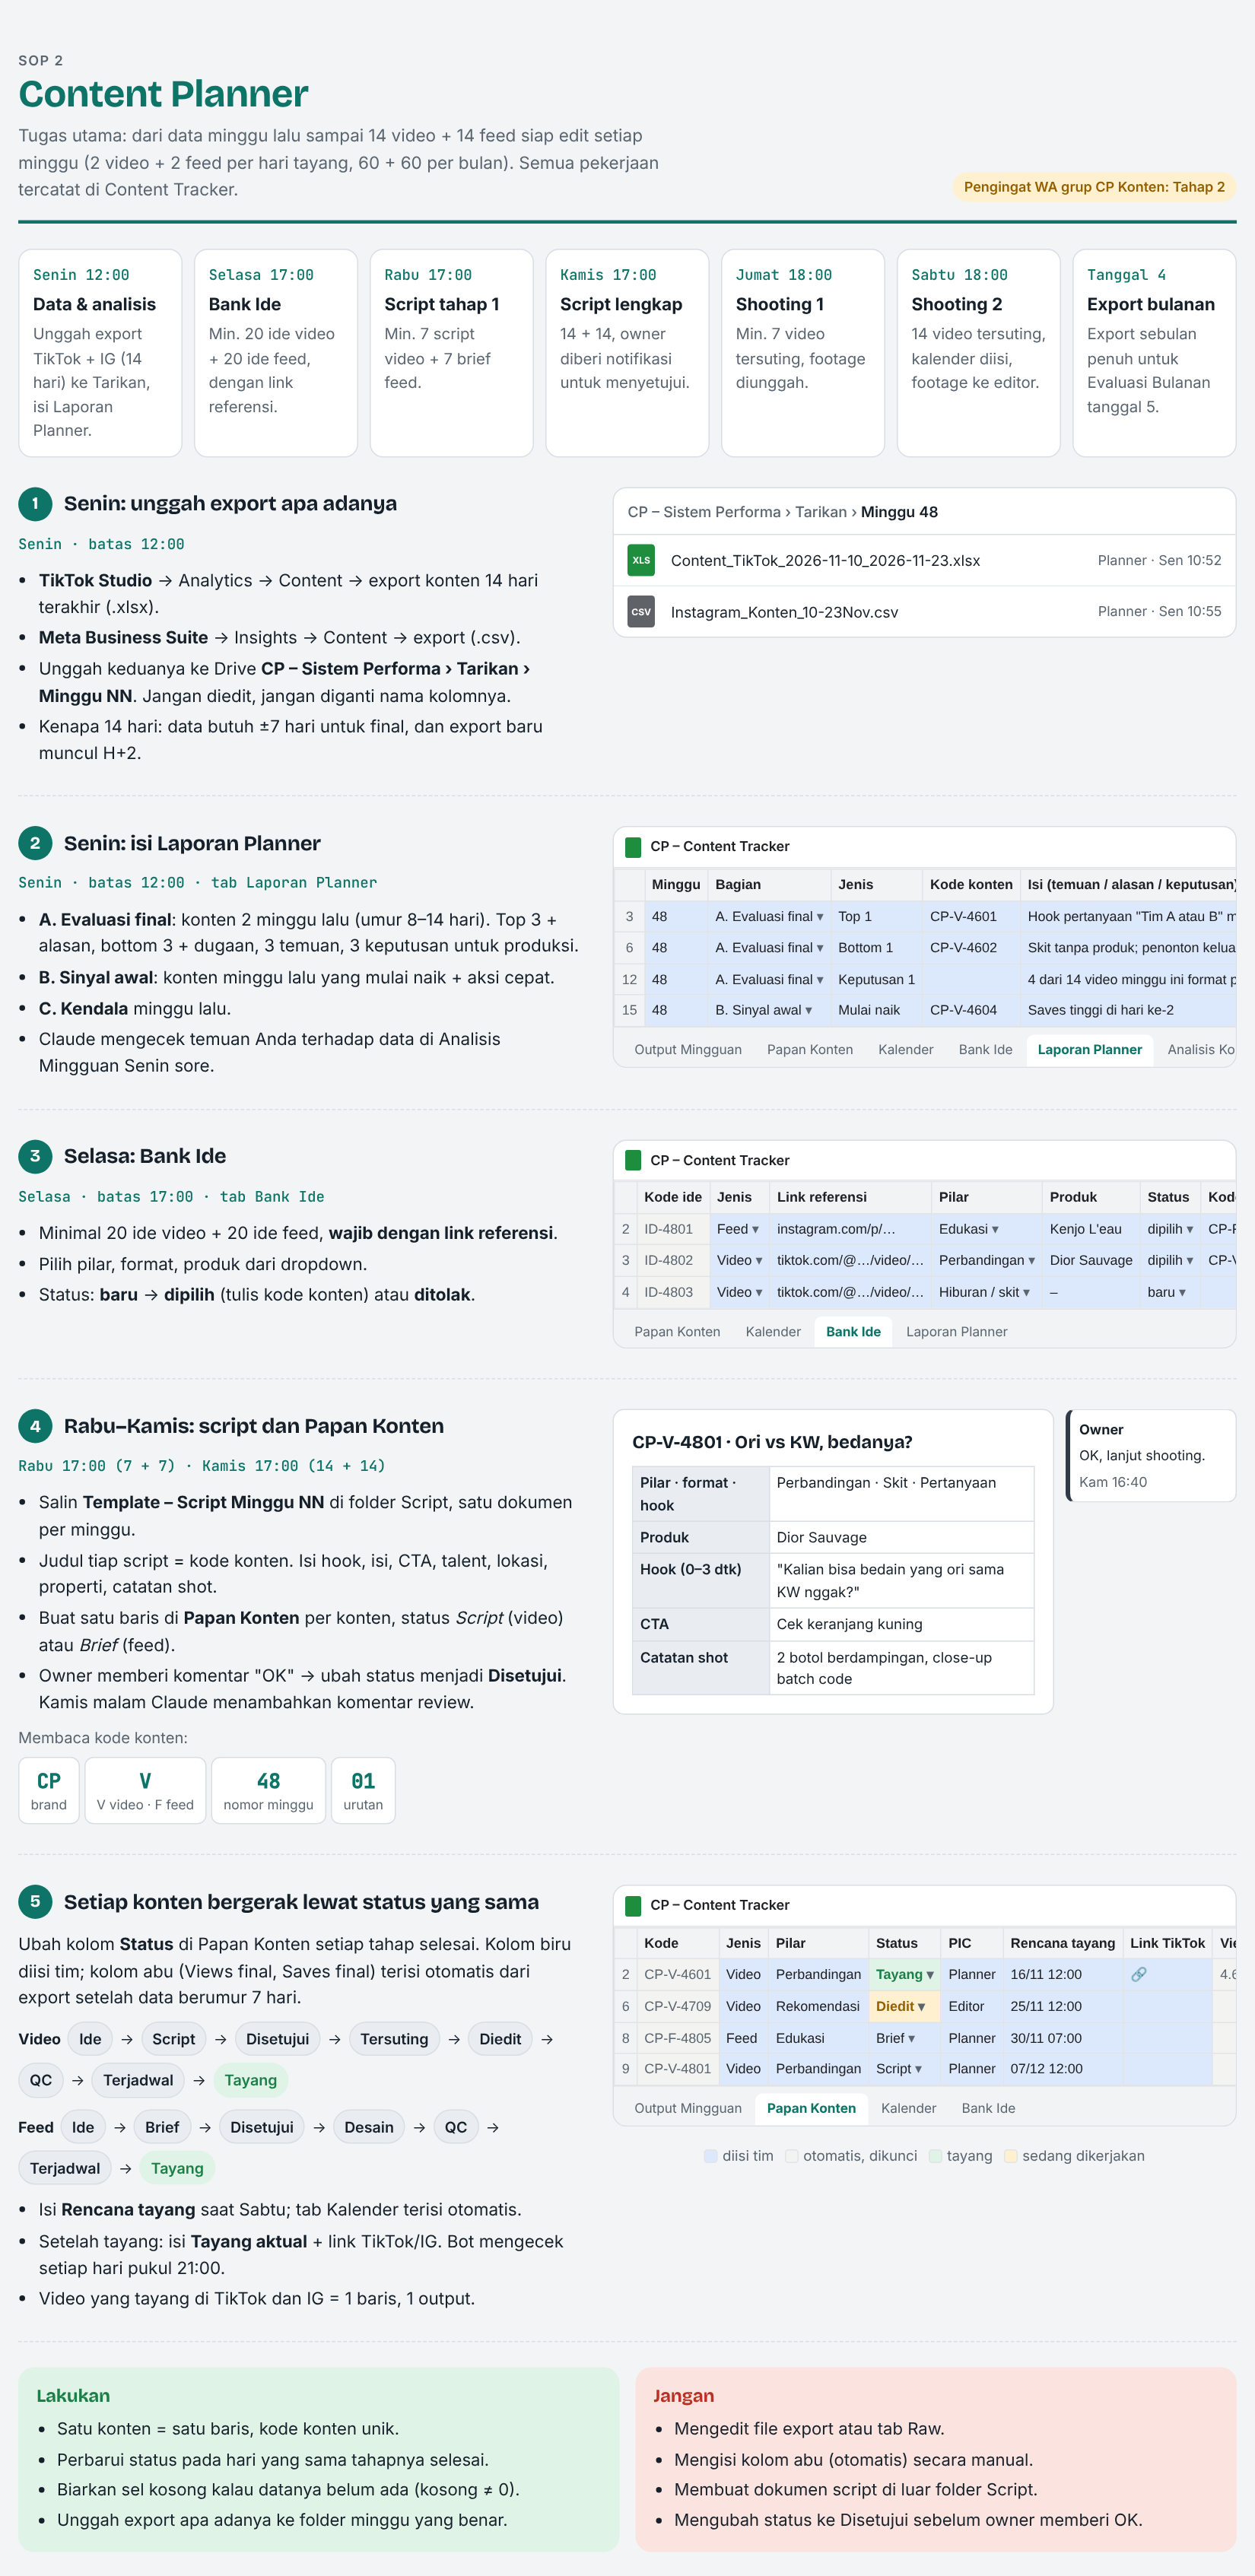 SOP 2
Content Planner
Tugas utama: dari data minggu lalu sampai 14 video + 14 feed siap edit setiap
minggu (2 video + 2 feed per hari tayang, 60 + 60 per bulan). Semua pekerjaan
tercatat di Content Tracker.
Pengingat WA grup CP Konten: Tahap 2
Senin 12:00
Data & analisis
Unggah export
TikTok + IG (14
hari) ke Tarikan,
isi Laporan
Planner.
Selasa 17:00
Bank Ide
Min. 20 ide video
+ 20 ide feed,
dengan link
referensi.
Rabu 17:00
Script tahap 1
Min. 7 script
video + 7 brief
feed.
Kamis 17:00
Script lengkap
14 + 14, owner
diberi notifikasi
untuk menyetujui.
Jumat 18:00
Shooting 1
Min. 7 video
tersuting, footage
diunggah.
Sabtu 18:00
Shooting 2
14 video tersuting,
kalender diisi,
footage ke editor.
Tanggal 4
Export bulanan
Export sebulan
penuh untuk
Evaluasi Bulanan
tanggal 5.
1 Senin: unggah export apa adanya
Senin · batas 12:00
• TikTok Studio → Analytics → Content → export konten 14 hari
terakhir (.xlsx).
• Meta Business Suite → Insights → Content → export (.csv).
• Unggah keduanya ke Drive CP – Sistem Performa › Tarikan ›
Minggu NN. Jangan diedit, jangan diganti nama kolomnya.
• Kenapa 14 hari: data butuh ±7 hari untuk final, dan export baru
muncul H+2.
CP – Sistem Performa › Tarikan › Minggu 48
XLS Content_TikTok_2026-11-10_2026-11-23.xlsx Planner · Sen 10:52
CSV Instagram_Konten_10-23Nov.csv Planner · Sen 10:55
2 Senin: isi Laporan Planner
Senin · batas 12:00 · tab Laporan Planner
• A. Evaluasi final: konten 2 minggu lalu (umur 8–14 hari). Top 3 +
alasan, bottom 3 + dugaan, 3 temuan, 3 keputusan untuk produksi.
• B. Sinyal awal: konten minggu lalu yang mulai naik + aksi cepat.
• C. Kendala minggu lalu.
• Claude mengecek temuan Anda terhadap data di Analisis
Mingguan Senin sore.
CP – Content Tracker
Minggu Bagian Jenis Kode konten Isi (temuan / alasan / keputusan)
3 48 A. Evaluasi final ▾ Top 1 CP-V-4601 Hook pertanyaan "Tim A atau B" m
6 48 A. Evaluasi final ▾ Bottom 1 CP-V-4602 Skit tanpa produk; penonton kelua
12 48 A. Evaluasi final ▾ Keputusan 1 4 dari 14 video minggu ini format p
15 48 B. Sinyal awal ▾ Mulai naik CP-V-4604 Saves tinggi di hari ke-2
Output Mingguan Papan Konten Kalender Bank Ide Laporan Planner Analisis Ko
3 Selasa: Bank Ide
Selasa · batas 17:00 · tab Bank Ide
• Minimal 20 ide video + 20 ide feed, wajib dengan link referensi.
• Pilih pilar, format, produk dari dropdown.
• Status: baru → dipilih (tulis kode konten) atau ditolak.
CP – Content Tracker
Kode ide Jenis Link referensi Pilar Produk Status Kod
2 ID-4801 Feed ▾ instagram.com/p/… Edukasi ▾ Kenjo L'eau dipilih ▾ CP-F
3 ID-4802 Video ▾ tiktok.com/@…/video/… Perbandingan ▾ Dior Sauvage dipilih ▾ CP-V
4 ID-4803 Video ▾ tiktok.com/@…/video/… Hiburan / skit ▾ – baru ▾
Papan Konten Kalender Bank Ide Laporan Planner
4 Rabu–Kamis: script dan Papan Konten
Rabu 17:00 (7 + 7) · Kamis 17:00 (14 + 14)
• Salin Template – Script Minggu NN di folder Script, satu dokumen
per minggu.
• Judul tiap script = kode konten. Isi hook, isi, CTA, talent, lokasi,
properti, catatan shot.
• Buat satu baris di Papan Konten per konten, status Script (video)
atau Brief (feed).
• Owner memberi komentar "OK" → ubah status menjadi Disetujui.
Kamis malam Claude menambahkan komentar review.
Membaca kode konten:
CP V 48 01
brand V video · F feed nomor minggu urutan
CP-V-4801 · Ori vs KW, bedanya?
Pilar · format · Perbandingan · Skit · Pertanyaan
hook
Produk Dior Sauvage
Hook (0–3 dtk) "Kalian bisa bedain yang ori sama
KW nggak?"
CTA Cek keranjang kuning
Catatan shot 2 botol berdampingan, close-up
batch code
Owner
OK, lanjut shooting.
Kam 16:40
5 Setiap konten bergerak lewat status yang sama
Ubah kolom Status di Papan Konten setiap tahap selesai. Kolom biru
diisi tim; kolom abu (Views final, Saves final) terisi otomatis dari
export setelah data berumur 7 hari.
Video Ide → Script → Disetujui → Tersuting → Diedit →
QC → Terjadwal → Tayang
Feed Ide → Brief → Disetujui → Desain → QC →
Terjadwal → Tayang
• Isi Rencana tayang saat Sabtu; tab Kalender terisi otomatis.
• Setelah tayang: isi Tayang aktual + link TikTok/IG. Bot mengecek
setiap hari pukul 21:00.
• Video yang tayang di TikTok dan IG = 1 baris, 1 output.
CP – Content Tracker
Kode Jenis Pilar Status PIC Rencana tayang Link TikTok Vie
2 CP-V-4601 Video Perbandingan Tayang ▾ Planner 16/11 12:00 🔗 4.6
6 CP-V-4709 Video Rekomendasi Diedit ▾ Editor 25/11 12:00
8 CP-F-4805 Feed Edukasi Brief ▾ Planner 30/11 07:00
9 CP-V-4801 Video Perbandingan Script ▾ Planner 07/12 12:00
Output Mingguan Papan Konten Kalender Bank Ide
diisi tim otomatis, dikunci tayang sedang dikerjakan
Lakukan
• Satu konten = satu baris, kode konten unik.
• Perbarui status pada hari yang sama tahapnya selesai.
• Biarkan sel kosong kalau datanya belum ada (kosong ≠ 0).
• Unggah export apa adanya ke folder minggu yang benar.
Jangan
• Mengedit file export atau tab Raw.
• Mengisi kolom abu (otomatis) secara manual.
• Membuat dokumen script di luar folder Script.
• Mengubah status ke Disetujui sebelum owner memberi OK.